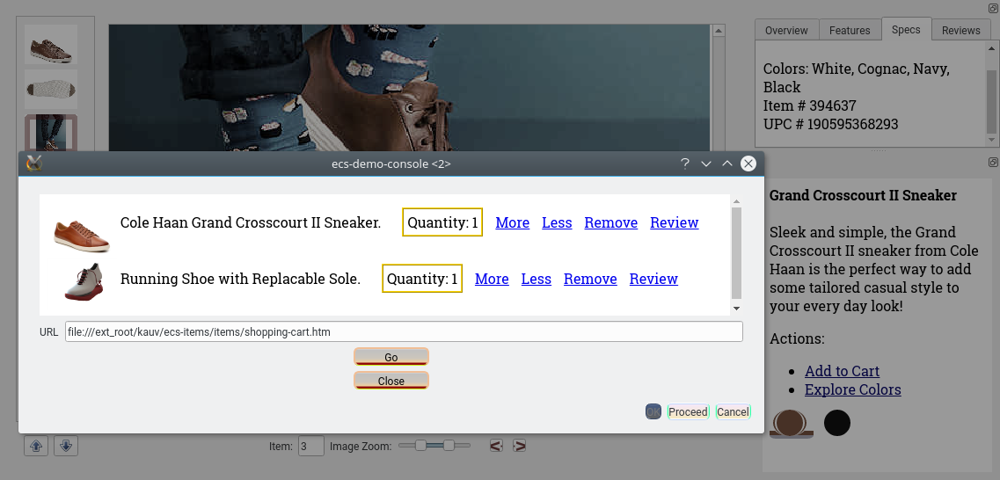 Overview Features Specs Reviews
Colors: White, Cognac, Navy,
Black
Item # 394637
UPC # 190595368293
ecs-demo-console <2>
Cole Haan Grand Crosscourt II Sneaker. Quantity: 1 More Less Remove Review
Running Shoe with Replacable Sole. Quantity: 1 More Less Remove Review
URL file:///ext_root/kauv/ecs-items/items/shopping-cart.htm
Go
Close
OK Proceed Cancel
Grand Crosscourt II Sneaker
Sleek and simple, the Grand
Crosscourt II sneaker from Cole
Haan is the perfect way to add
some tailored casual style to
your every day look!
Actions:
Add to Cart
Explore Colors
Item: 3 Image Zoom: < >